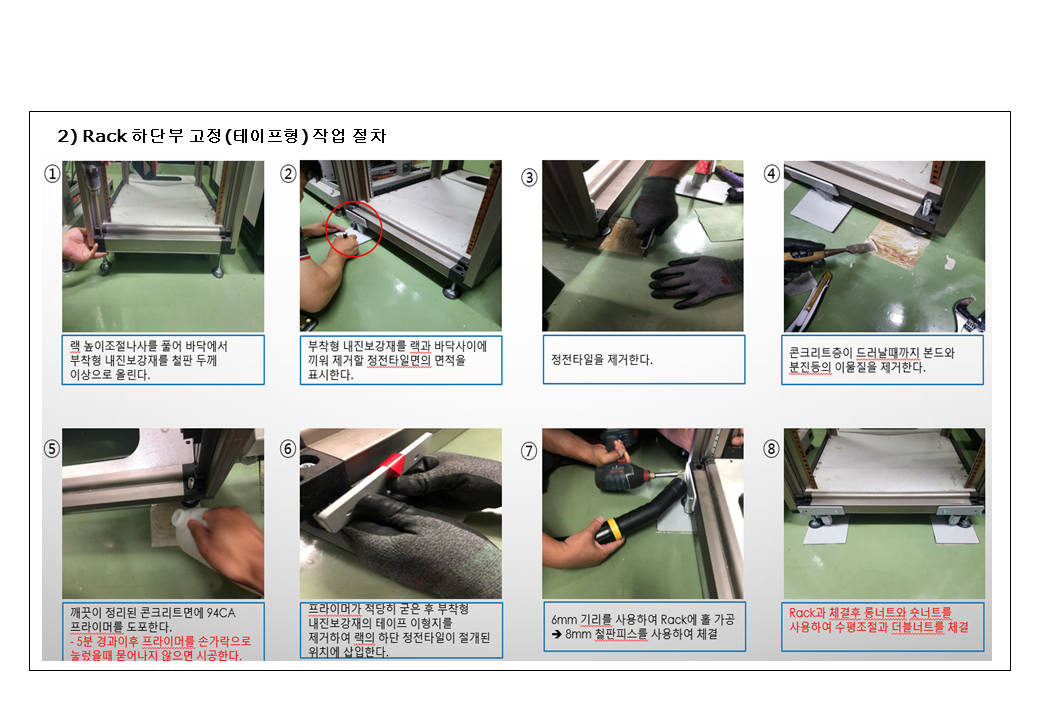 2) Rack 하단부 고정(테이프형) 작업 절차
①
②
③
④
랙 높이조절나사를 풀어 바닥에서
부착형 내진보강재를 철판 두께
이상으로 올린다.
부착형 내진보강재를 랙과 바닥사이에
끼워 제거할 정전타일면의 면적을
표시한다.
정전타일을 제거한다.
콘크리트층이 드러날때까지 본드와
분진등의 이물질을 제거한다.
⑤
⑥
⑦
⑧
깨끗이 정리된 콘크리트면에 94CA
프라이머를 도포한다.
- 5분 경과이후 프라이머를 손가락으로
눌렀을때 묻어나지 않으면 시공한다.
프라이머가 적당히 굳은 후 부착형
내진보강재의 테이프 이형지를
제거하여 랙의 하단 정전타일이 절개된
위치에 삽입한다.
6mm 기리를 사용하여 Rack에 홀 가공
➔ 8mm 철판피스를 사용하여 체결
Rack과 체결후 롱너트와 숏너트를
사용하여 수평조절과 더블너트를 체결